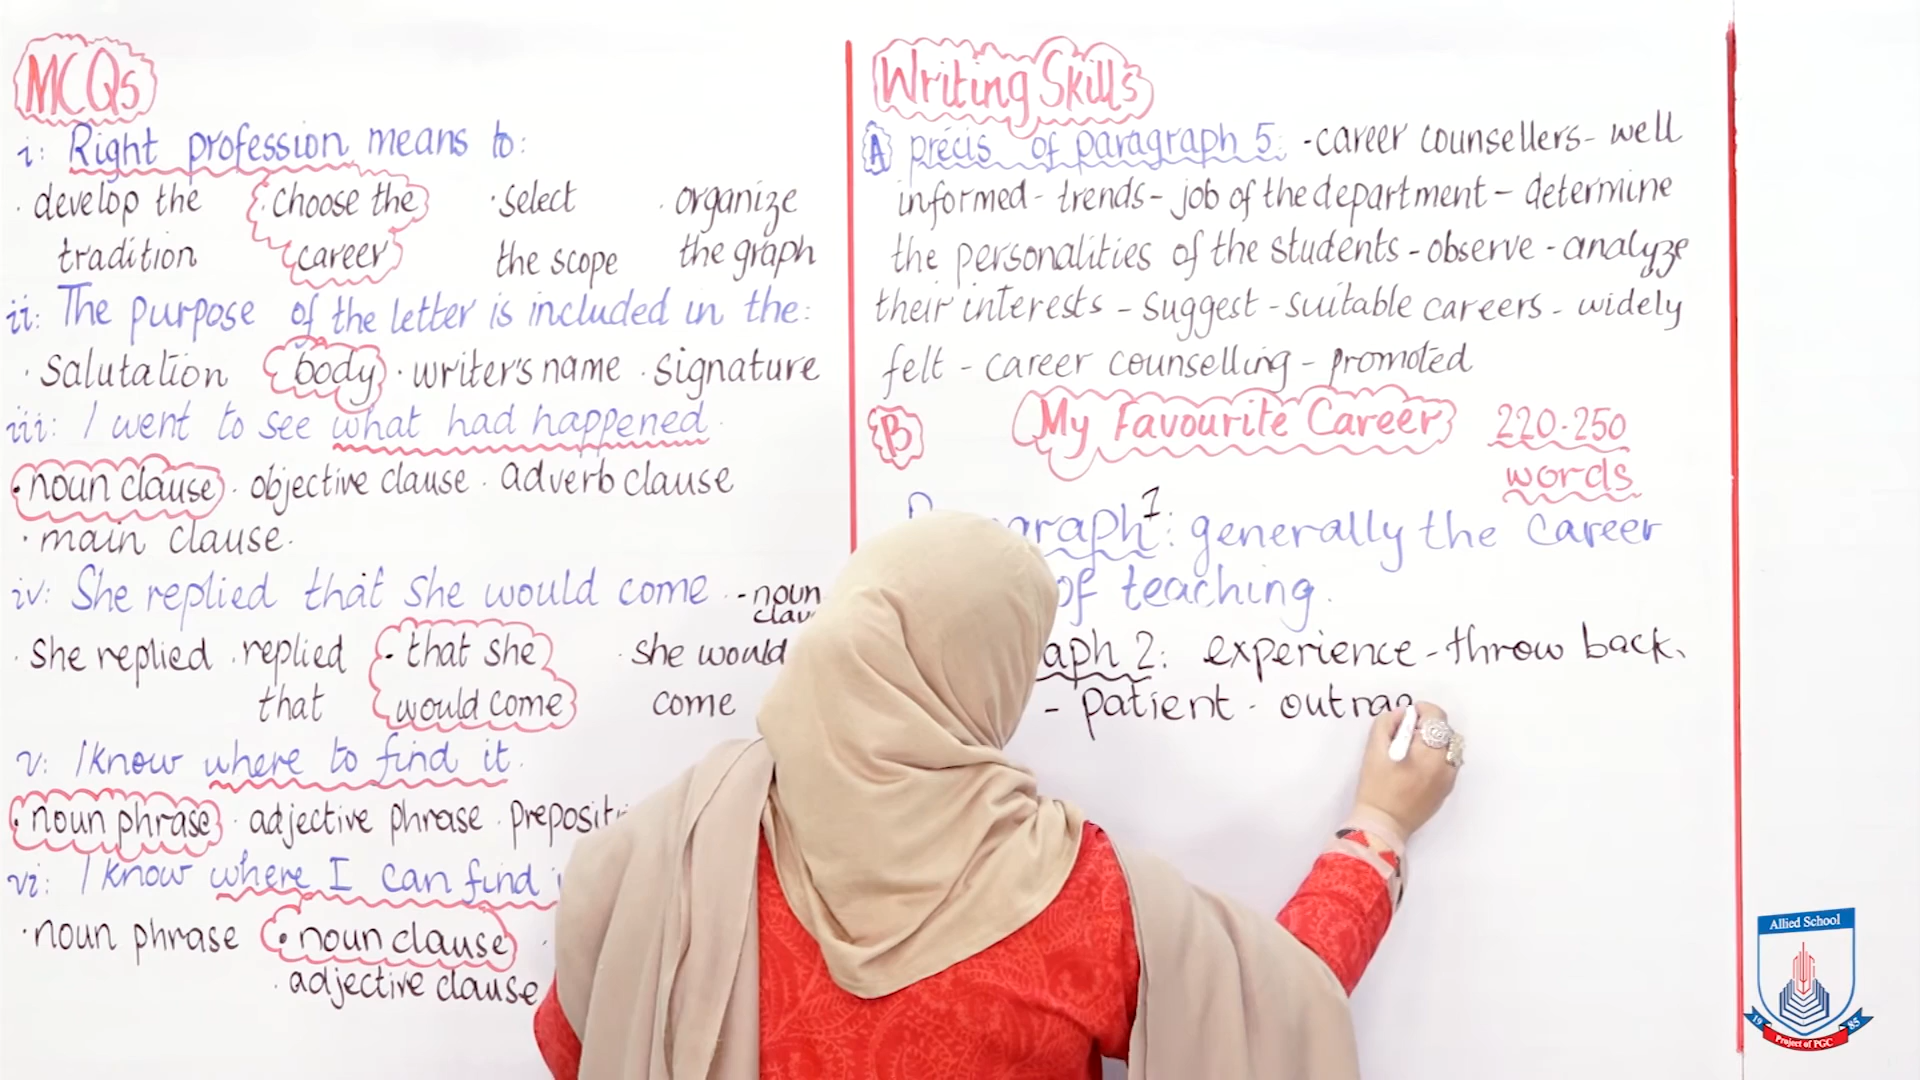 MCQs
i: Right profession means to:
· develop the · choose the · select · organize
tradition career the scope the graph
ii: The purpose of the letter is included in the:
· salutation · body · writer's name · signature
iii: I went to see what had happened.
· noun clause · objective clause · adverb clause
· main clause.
iv: She replied that she would come - noun
· She replied · replied · that she · she would
that would come come
v: I know where to find it.
· noun phrase · adjective phrase ·
vi: I know where I can find
· noun phrase · noun clause
· adjective clause
Writing Skills
A précis of paragraph 5: - career counsellers - well
informed - trends - job of the department - determine
the personalities of the students - observe - analyze
their interests - suggest - suitable careers - widely
felt - career counselling - promoted
B My Favourite Career 220-250
words
1: generally the career
of teaching.
2: experience - throw back.
- patient -
Allied School
1985
Project of PGC